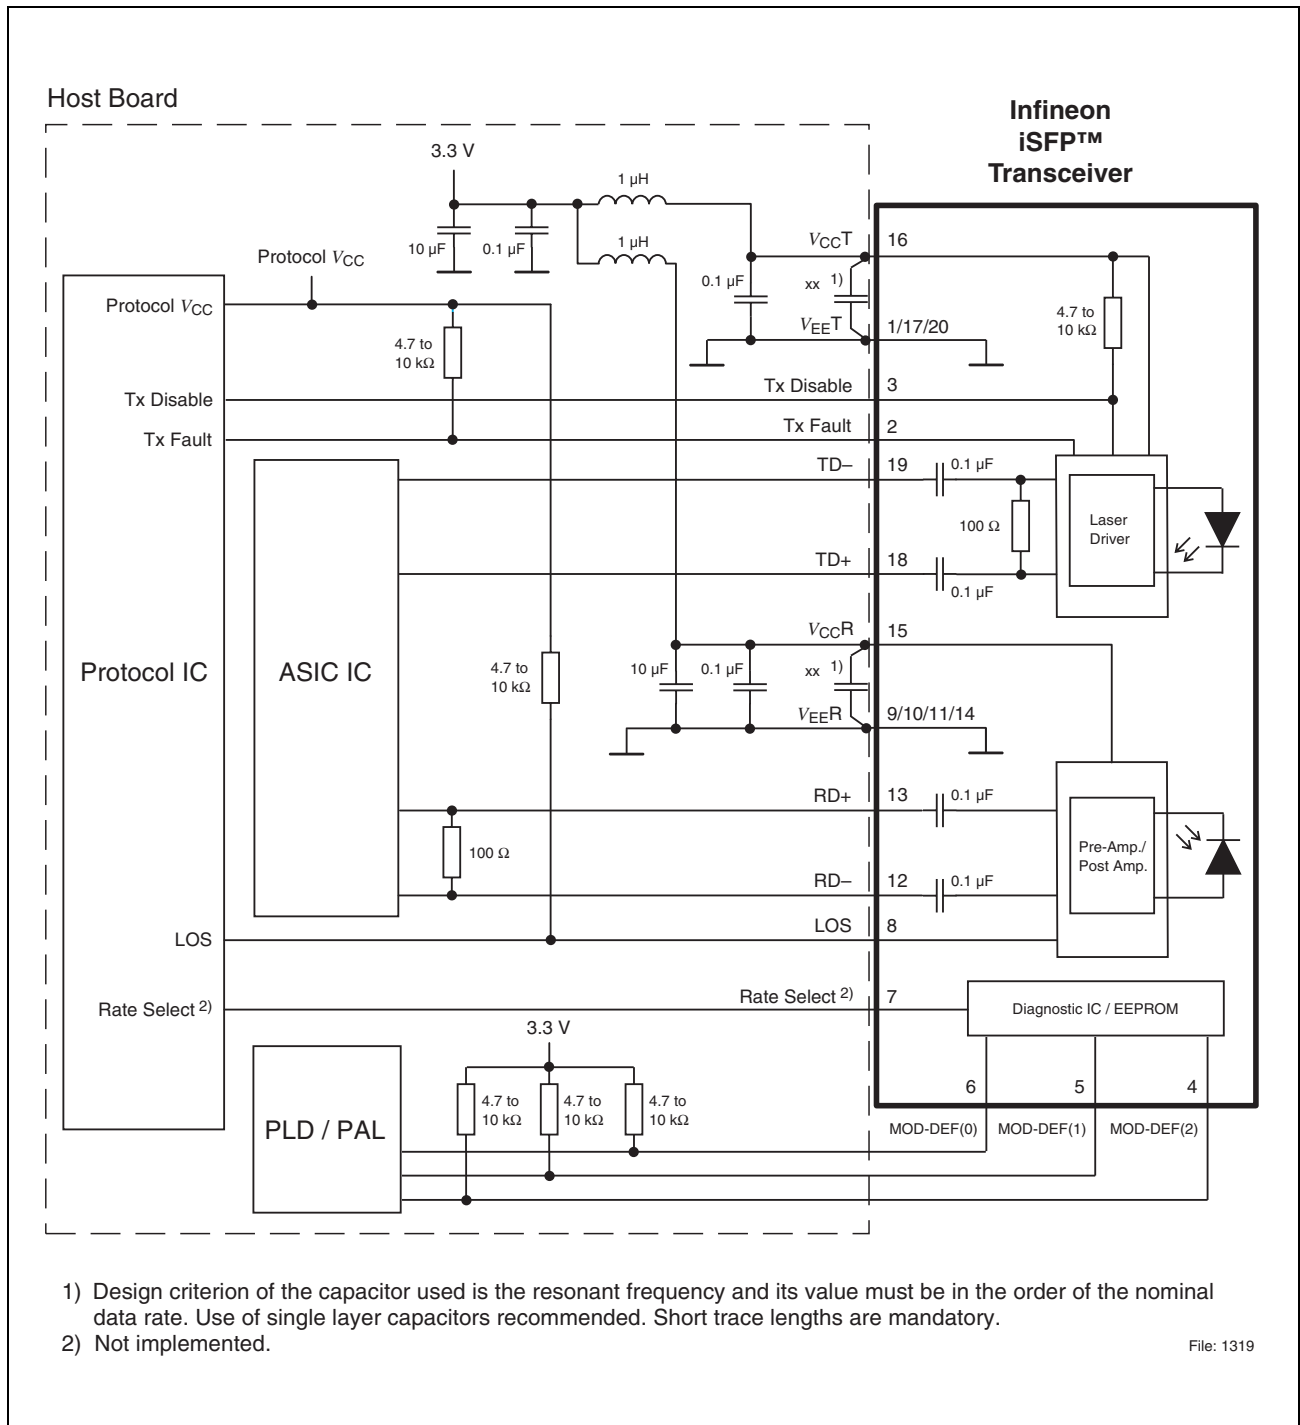 Host Board
Infineon
iSFP™
Transceiver
3.3 V
1 µH
10 µF
0.1 µF
1 µH
VCCT
16
Protocol VCC
0.1 µF
xx 1)
Protocol VCC
4.7 to
10 kΩ
4.7 to
10 kΩ
VEET
1/17/20
Tx Disable
Tx Disable
3
Tx Fault
Tx Fault
2
TD–
19
0.1 µF
100 Ω
Laser
Driver
TD+
18
0.1 µF
VCCR
15
Protocol IC
ASIC IC
4.7 to
10 kΩ
10 µF
0.1 µF
xx 1)
VEER
9/10/11/14
RD+
13
0.1 µF
100 Ω
Pre-Amp./
Post Amp.
RD–
12
0.1 µF
LOS
LOS
8
Rate Select 2)
Rate Select 2)
7
Diagnostic IC / EEPROM
3.3 V
4.7 to
10 kΩ
4.7 to
10 kΩ
4.7 to
10 kΩ
6
5
4
PLD / PAL
MOD-DEF(0)
MOD-DEF(1)
MOD-DEF(2)
1) Design criterion of the capacitor used is the resonant frequency and its value must be in the order of the nominal
data rate. Use of single layer capacitors recommended. Short trace lengths are mandatory.
2) Not implemented.
File: 1319